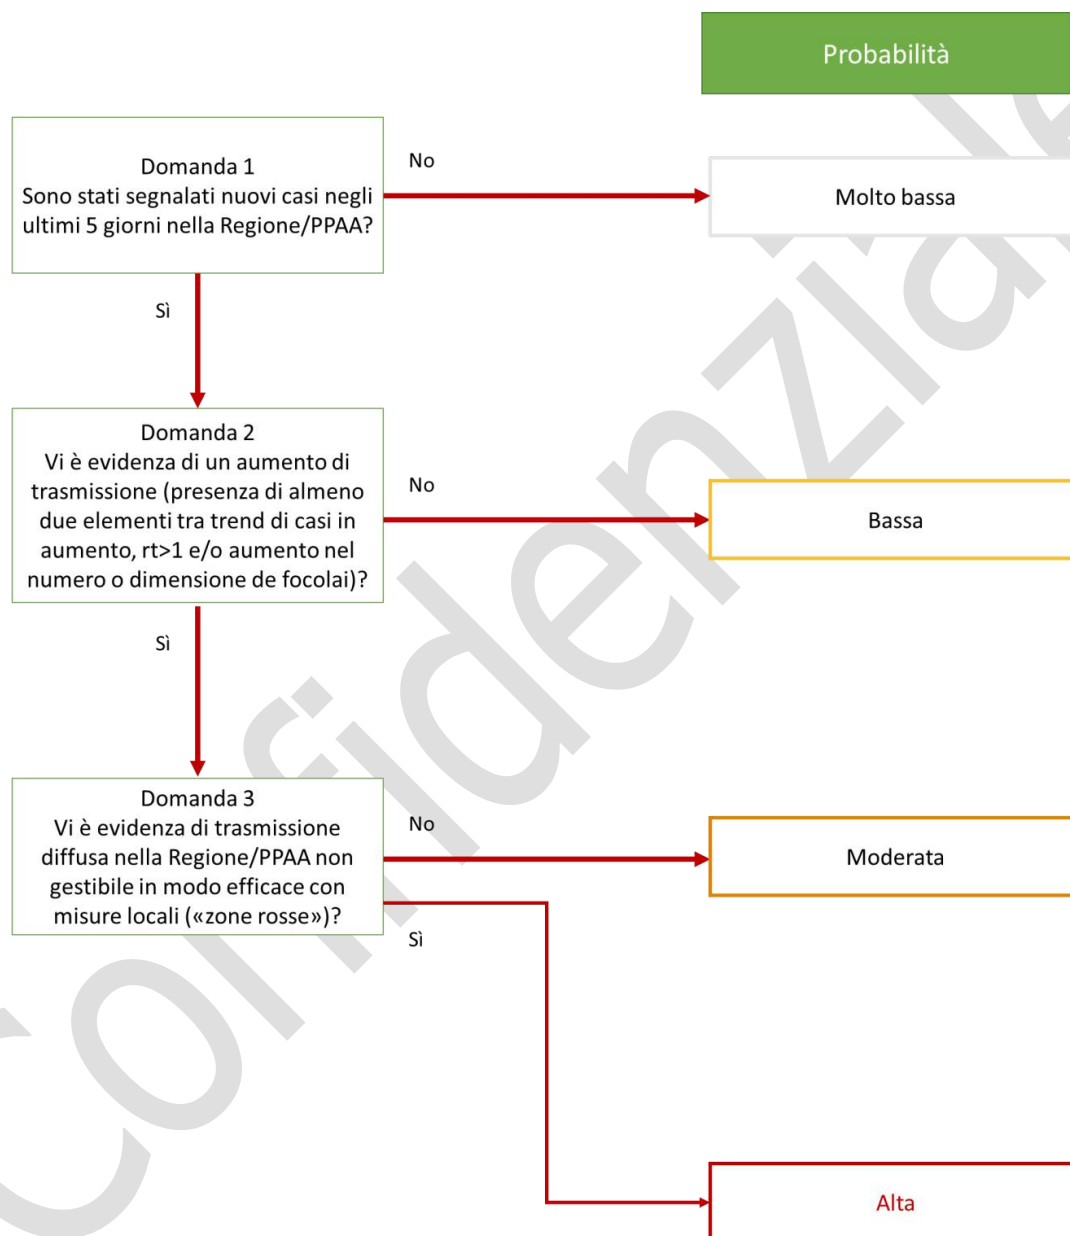 Probabilità
Domanda 1
Sono stati segnalati nuovi casi negli
ultimi 5 giorni nella Regione/PPAA?
No
Molto bassa
Sì
Domanda 2
Vi è evidenza di un aumento di
trasmissione (presenza di almeno
due elementi tra trend di casi in
aumento, rt>1 e/o aumento nel
numero o dimensione de focolai)?
No
Bassa
Sì
Domanda 3
Vi è evidenza di trasmissione
diffusa nella Regione/PPAA non
gestibile in modo efficace con
misure locali («zone rosse»)?
No
Moderata
Sì
Alta
Confidenziale